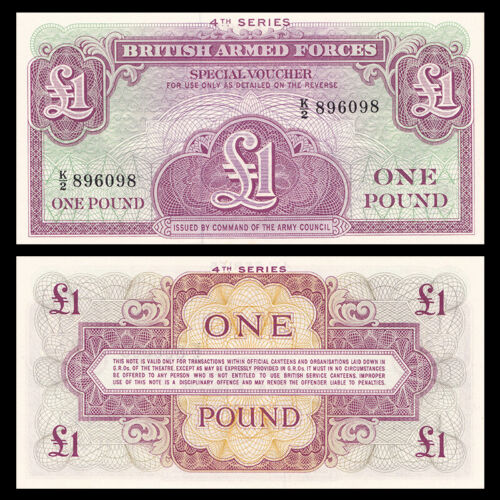 4TH SERIES
BRITISH ARMED FORCES
£1 £1
SPECIAL VOUCHER
FOR USE ONLY AS DETAILED ON THE REVERSE
K/2 896098
£1
K/2 896098
ONE POUND
ONE
POUND
ISSUED BY COMMAND OF THE ARMY COUNCIL
4TH SERIES
£1 £1
ONE
THIS NOTE IS VALID ONLY FOR TRANSACTIONS WITHIN OFFICIAL CANTEENS AND ORGANISATIONS LAID DOWN IN
G.R.Os. OF THE THEATRE, EXCEPT AS MAY BE EXPRESSLY PROVIDED IN G.R.Os. IT MUST IN NO CIRCUMSTANCES
BE OFFERED TO ANY PERSON WHO IS NOT ENTITLED TO USE BRITISH SERVICE CANTEENS. IMPROPER
USE OF THIS NOTE IS A DISCIPLINARY OFFENCE AND MAY RENDER THE OFFENDER LIABLE TO PENALTIES.
POUND
£1 £1